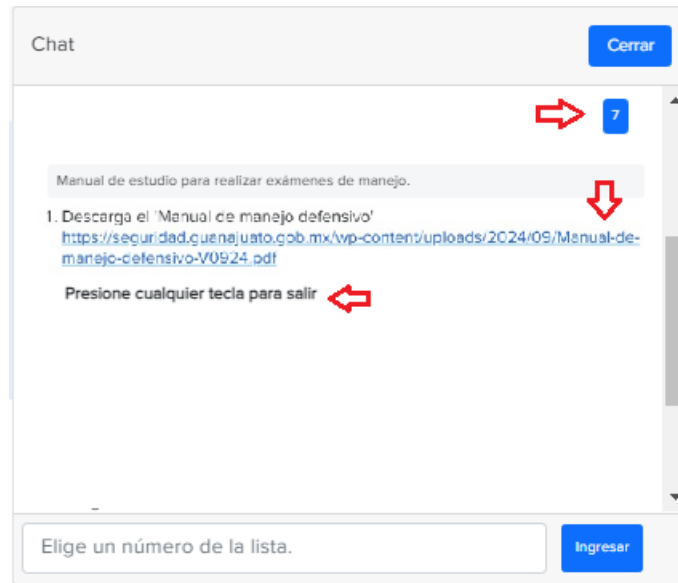 Chat
Cerrar
7
Manual de estudio para realizar exámenes de manejo.
1. Descarga el 'Manual de manejo defensivo'
https://seguridad.guanajuato.gob.mx/wp-content/uploads/2024/09/Manual-de-
manejo-defensivo-V0924.pdf
Presione cualquier tecla para salir
Elige un número de la lista.
Ingresar